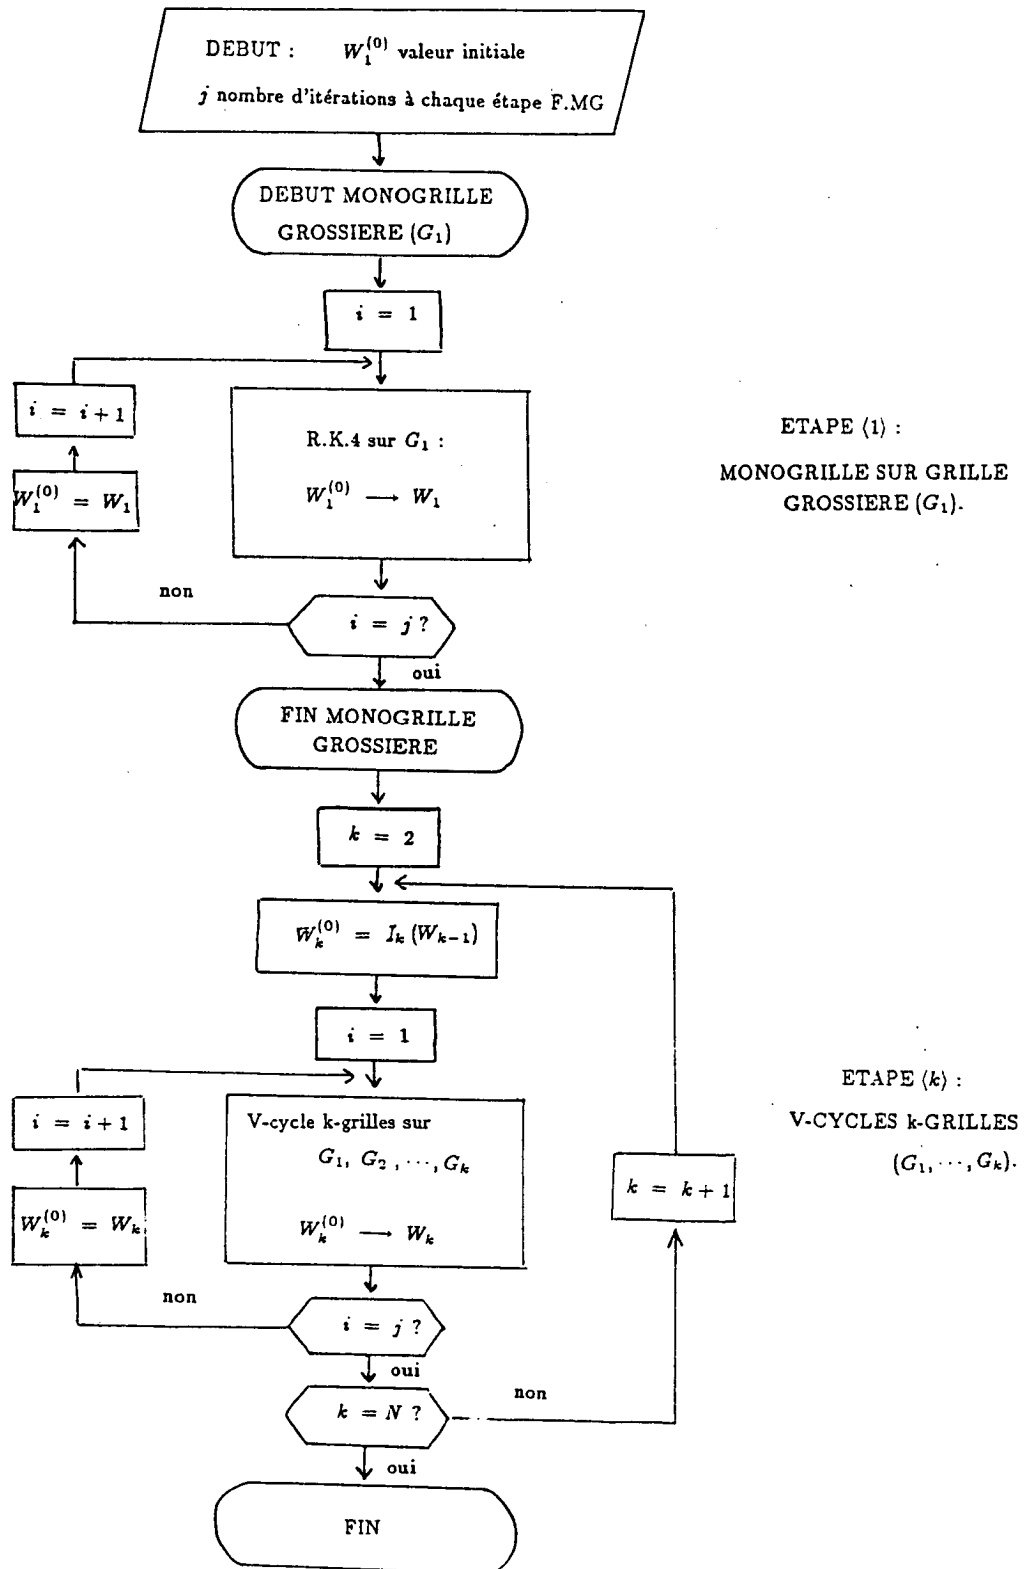 DEBUT : W_1^{(0)} valeur initiale
j nombre d'itérations à chaque étape F.MG
DEBUT MONOGRILLE
GROSSIERE (G_1)
i = 1
i = i + 1
W_1^{(0)} = W_1
R.K.4 sur G_1 :
W_1^{(0)} ⟶ W_1
ETAPE ⟨1⟩ :
MONOGRILLE SUR GRILLE
GROSSIERE (G_1).
non
i = j ?
oui
FIN MONOGRILLE
GROSSIERE
k = 2
W_k^{(0)} = I_k (W_{k-1})
i = 1
i = i + 1
W_k^{(0)} = W_k
V-cycle k-grilles sur
G_1, G_2, ⋯, G_k
W_k^{(0)} ⟶ W_k
k = k + 1
ETAPE ⟨k⟩ :
V-CYCLES k-GRILLES
(G_1, ⋯, G_k).
non
i = j ?
oui
k = N ?
non
oui
FIN